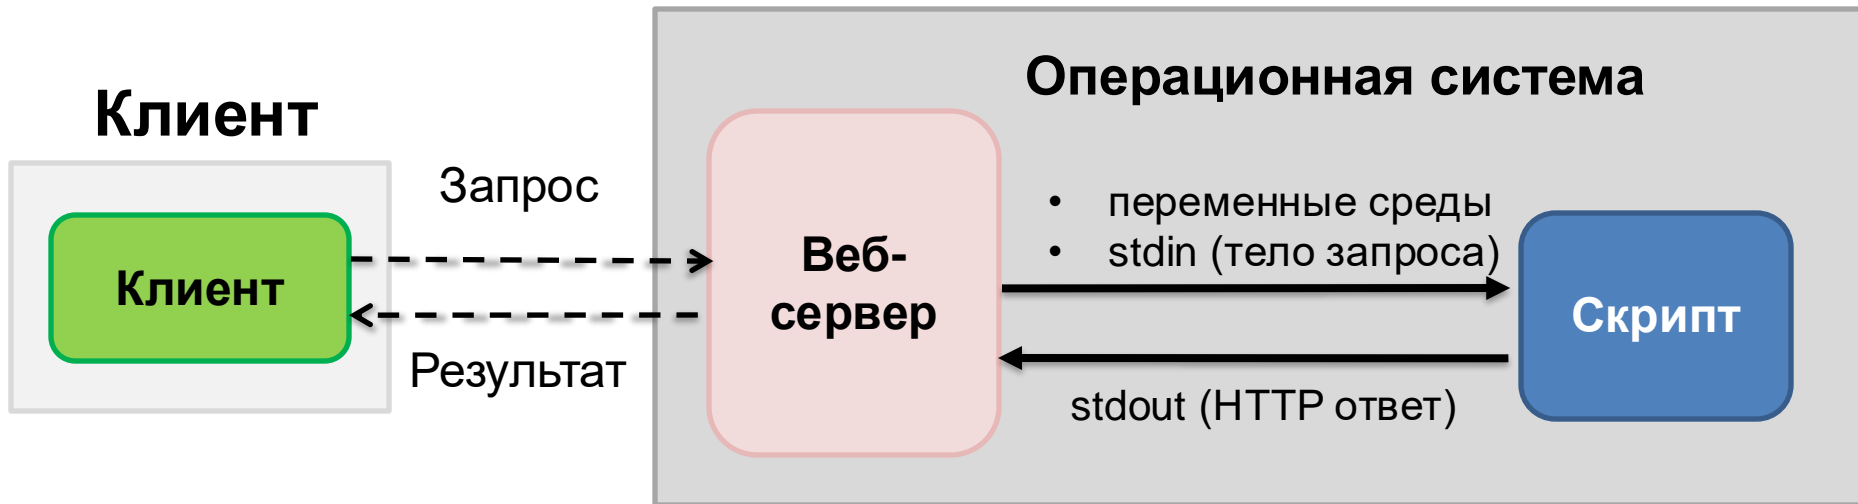 Операционная система
Клиент
Запрос
Клиент
Результат
Веб-
сервер
• переменные среды
• stdin (тело запроса)
Скрипт
stdout (HTTP ответ)